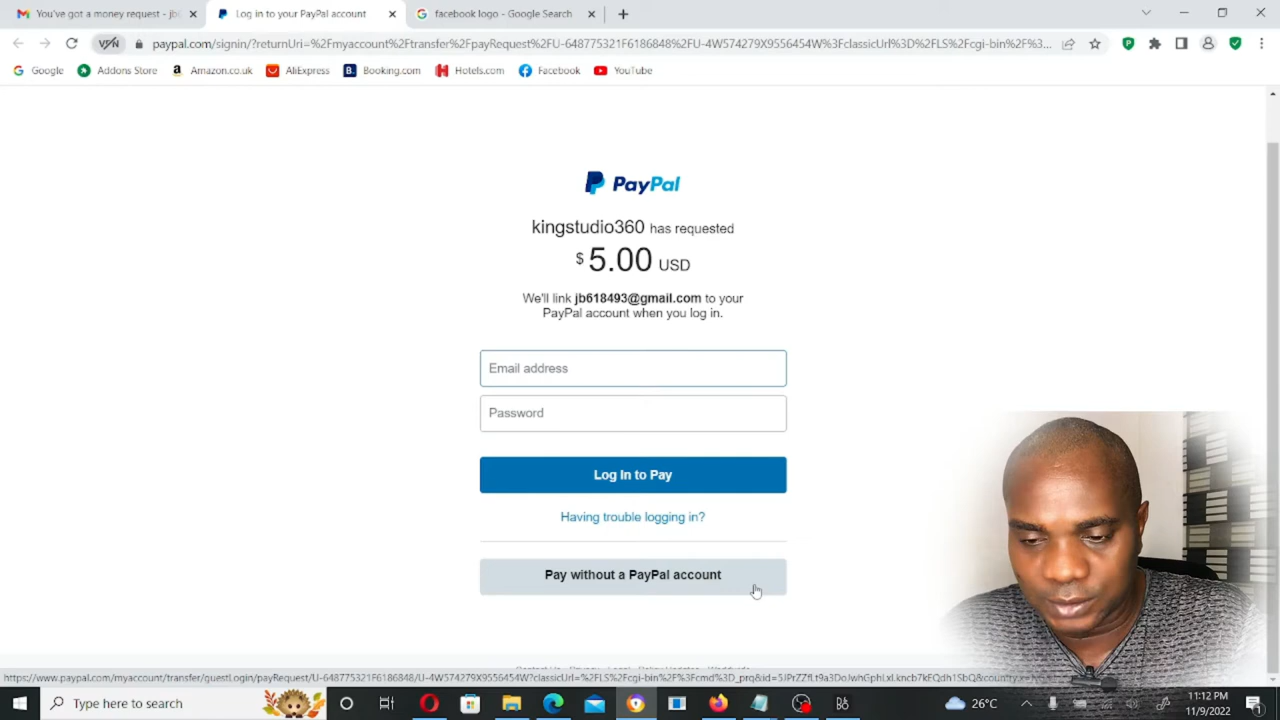 You've got a money request - jb
Log in to your PayPal account
facebook logo - Google Search
VPN
paypal.com/signin/?returnUri=%2Fmyaccount%2Ftransfer%2FpayRequest%2FU-648775321F6186848%2FU-4W574279X9556454W%3FclassicUrl%3D%2FLS%2Fcgi-bin%2F%3...
Google
Addons Store
Amazon.co.uk
AliExpress
Booking.com
Hotels.com
Facebook
YouTube
PayPal
kingstudio360 has requested
$ 5.00 USD
We'll link jb618493@gmail.com to your
PayPal account when you log in.
Email address
Password
Log In to Pay
Having trouble logging in?
Pay without a PayPal account
Type here to search
26°C
11:12 PM
11/9/2022